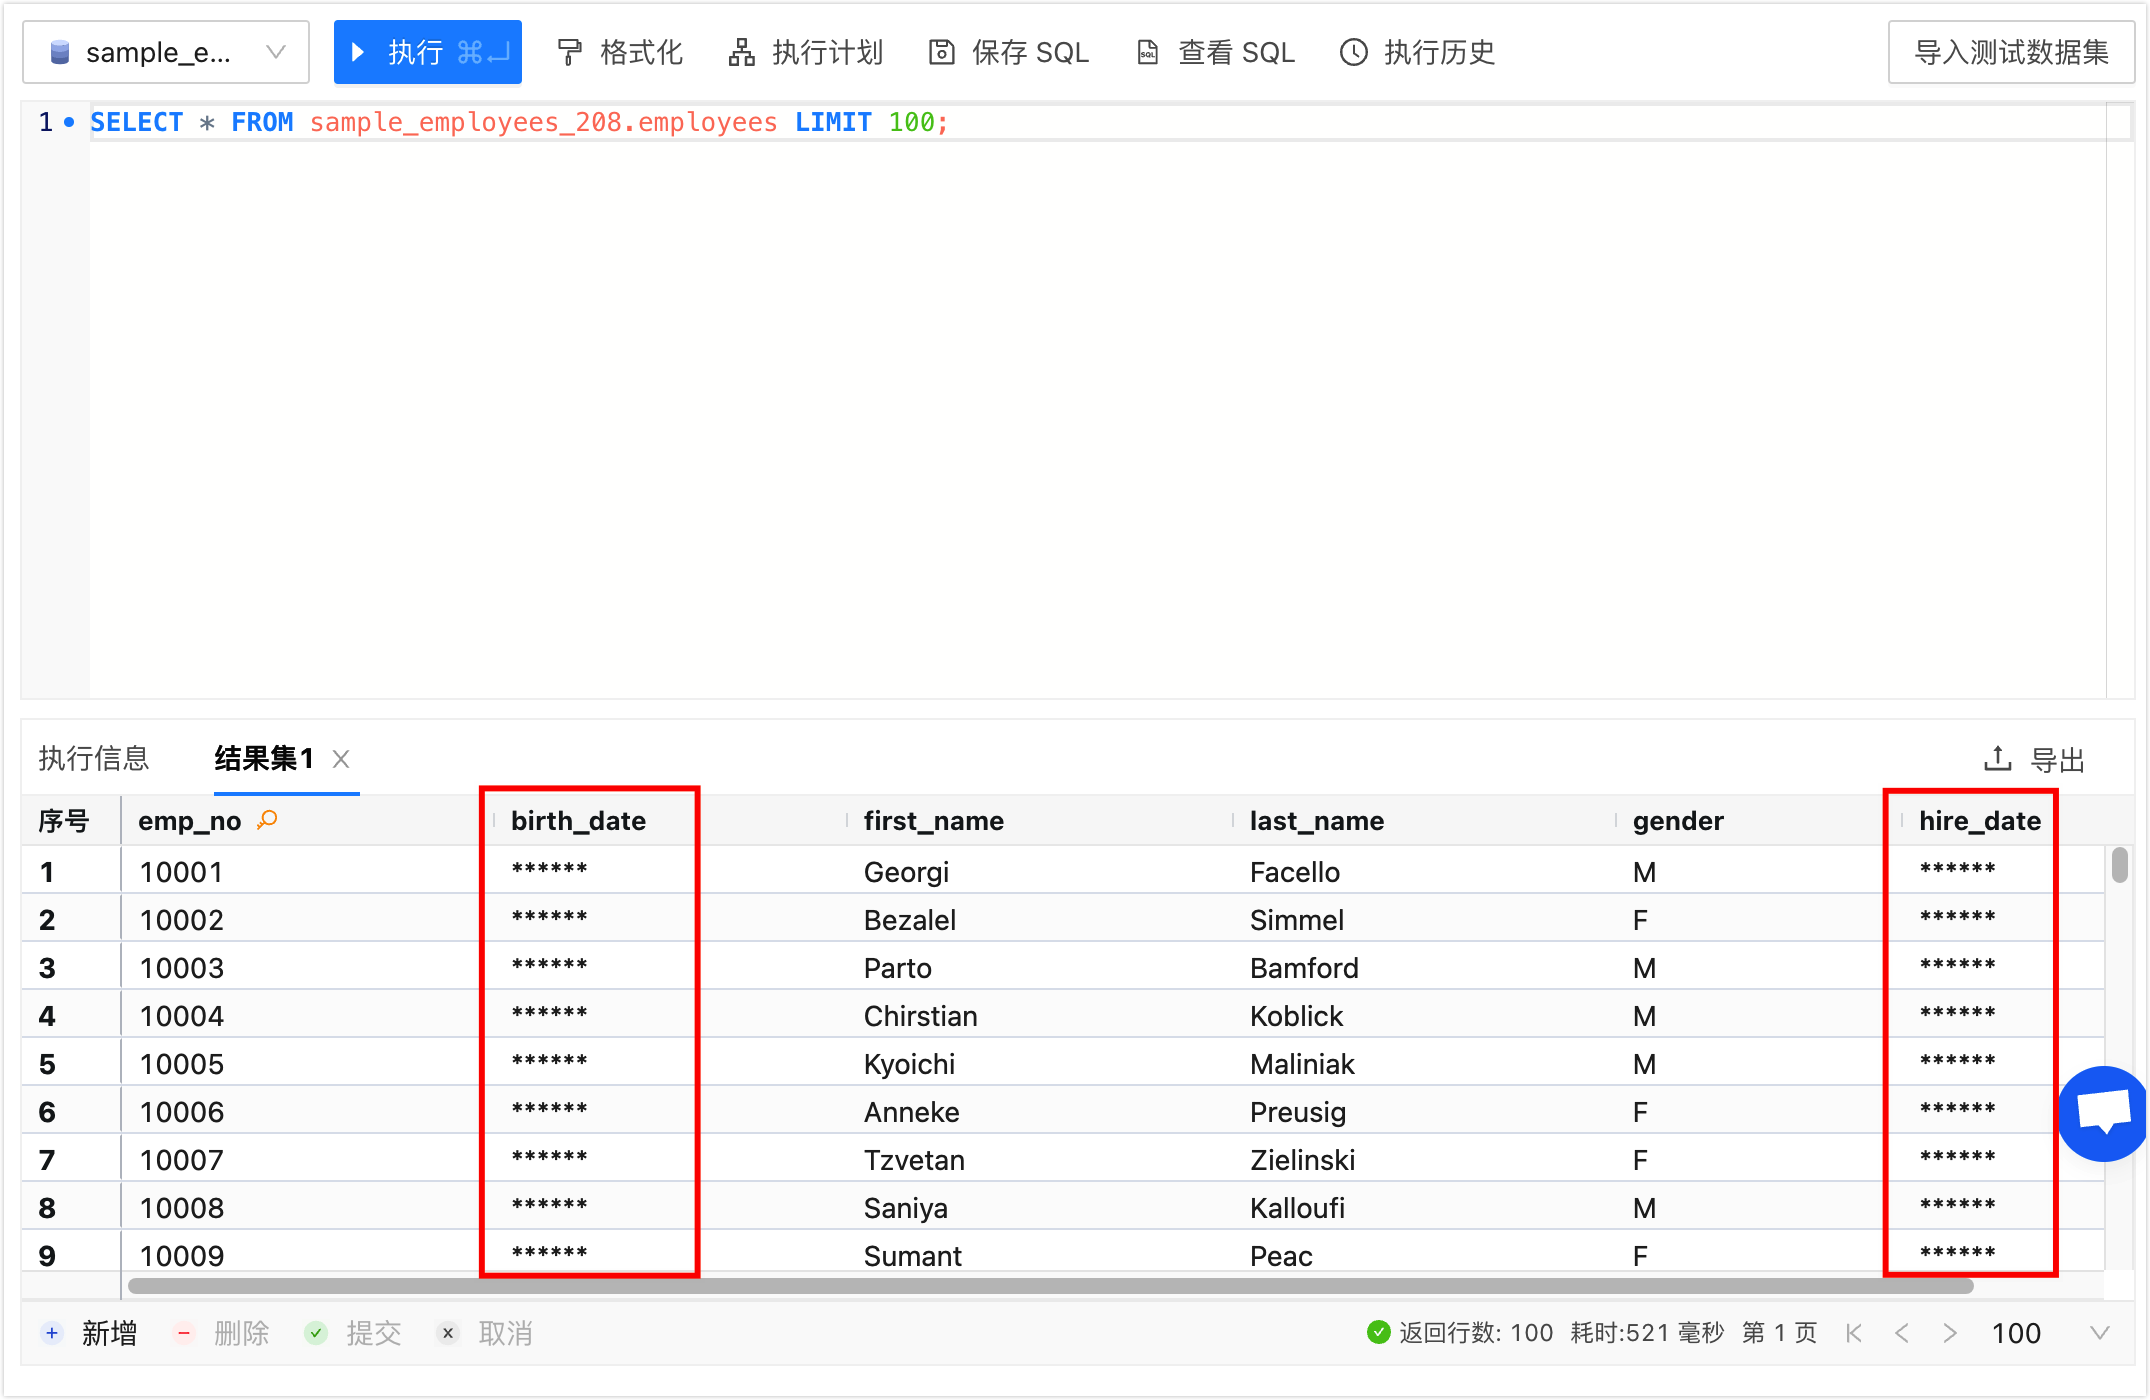 sample_e... 执行 ⌘↵ 格式化 执行计划 保存 SQL 查看 SQL 执行历史 导入测试数据集
1 SELECT * FROM sample_employees_208.employees LIMIT 100;
执行信息 结果集1 导出
序号 emp_no birth_date first_name last_name gender hire_date
1 10001 ****** Georgi Facello M ******
2 10002 ****** Bezalel Simmel F ******
3 10003 ****** Parto Bamford M ******
4 10004 ****** Chirstian Koblick M ******
5 10005 ****** Kyoichi Maliniak M ******
6 10006 ****** Anneke Preusig F ******
7 10007 ****** Tzvetan Zielinski F ******
8 10008 ****** Saniya Kalloufi M ******
9 10009 ****** Sumant Peac F ******
新增 删除 提交 取消 返回行数: 100 耗时:521 毫秒 第 1 页 100